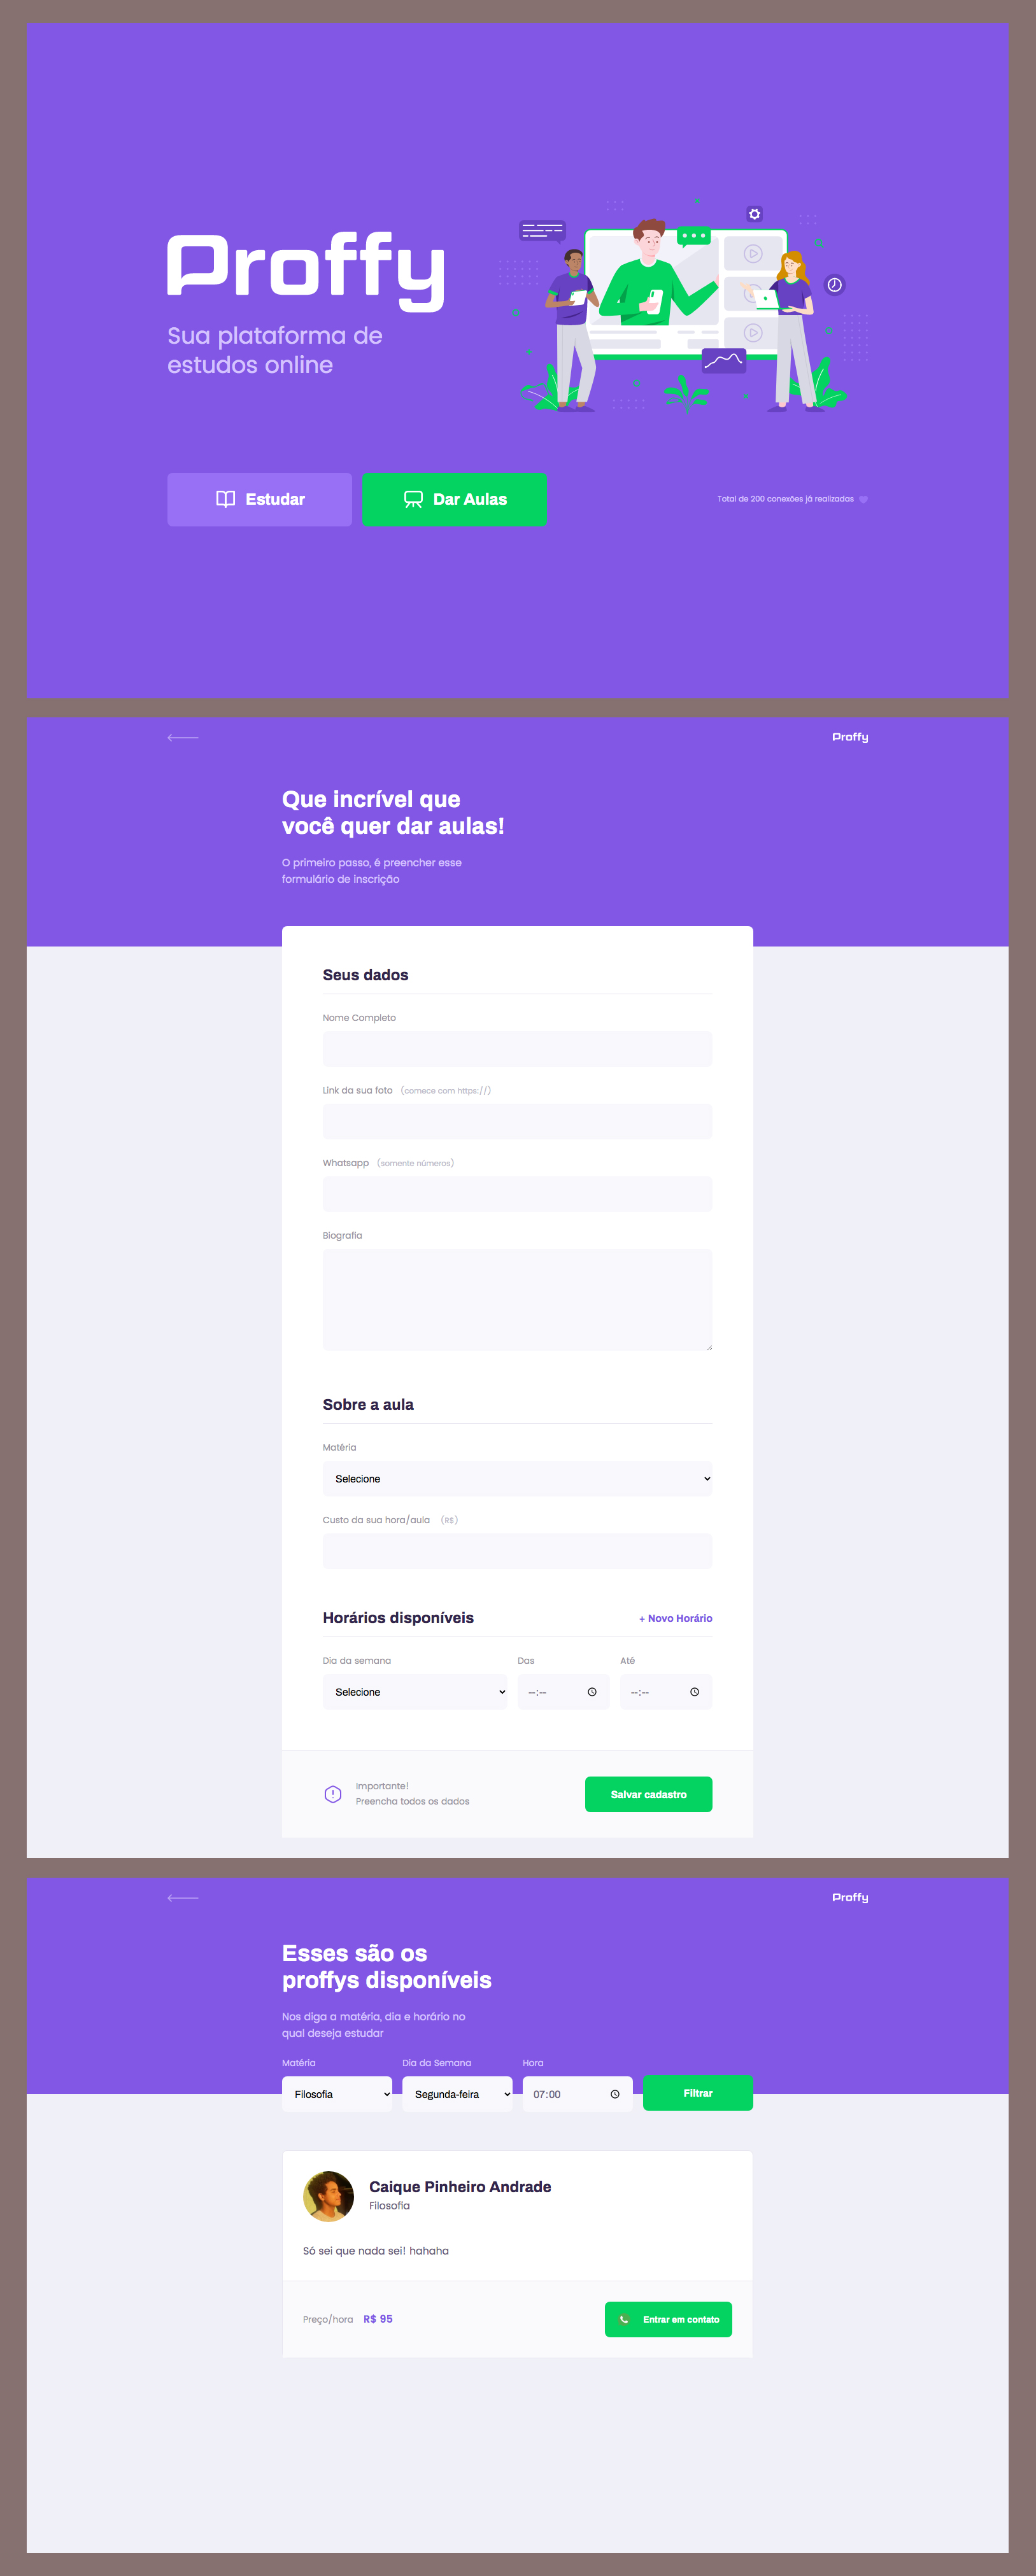 Proffy
Sua plataforma de
estudos online
Estudar
Dar Aulas
Total de 200 conexões já realizadas
Proffy
Que incrível que
você quer dar aulas!
O primeiro passo, é preencher esse
formulário de inscrição
Seus dados
Nome Completo
Link da sua foto (comece com https://)
Whatsapp (somente números)
Biografia
Sobre a aula
Matéria
Selecione
Custo da sua hora/aula (R$)
Horários disponíveis + Novo Horário
Dia da semana Das Até
Selecione --:-- --:--
Importante!
Preencha todos os dados
Salvar cadastro
Proffy
Esses são os
proffys disponíveis
Nos diga a matéria, dia e horário no
qual deseja estudar
Matéria Dia da Semana Hora
Filosofia Segunda-feira 07:00 Filtrar
Caique Pinheiro Andrade
Filosofia
Só sei que nada sei! hahaha
Preço/hora R$ 95 Entrar em contato